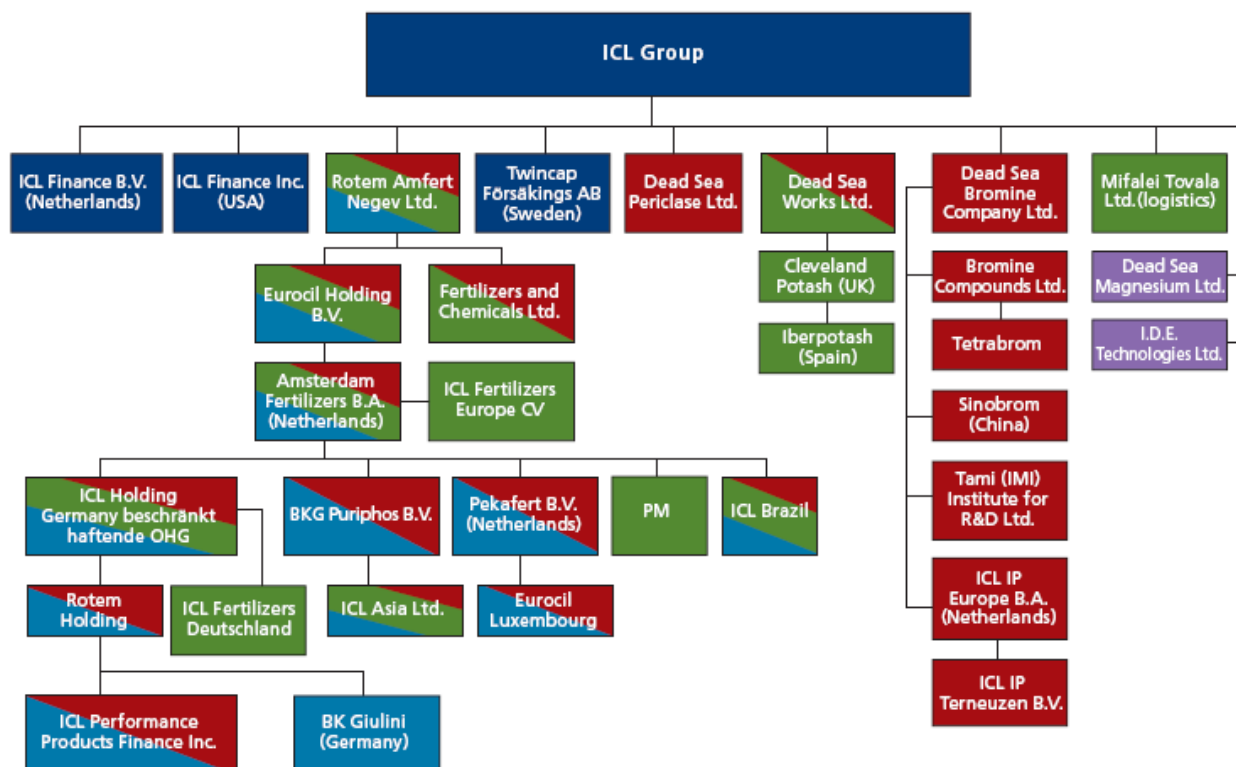 ICL Group
ICL Finance B.V.
(Netherlands)
ICL Finance Inc.
(USA)
Rotem Amfert
Negev Ltd.
Twincap
Försäkings AB
(Sweden)
Dead Sea
Periclase Ltd.
Dead Sea
Works Ltd.
Dead Sea
Bromine
Company Ltd.
Mifalei Tovala
Ltd.(logistics)
Eurocil Holding
B.V.
Fertilizers and
Chemicals Ltd.
Cleveland
Potash (UK)
Bromine
Compounds Ltd.
Dead Sea
Magnesium Ltd.
Iberpotash
(Spain)
Tetrabrom
I.D.E.
Technologies Ltd.
Amsterdam
Fertilizers B.A.
(Netherlands)
ICL Fertilizers
Europe CV
Sinobrom
(China)
ICL Holding
Germany beschränkt
haftende OHG
BKG Puriphos B.V.
Pekafert B.V.
(Netherlands)
PM
ICL Brazil
Tami (IMI)
Institute for
R&D Ltd.
Rotem
Holding
ICL Fertilizers
Deutschland
ICL Asia Ltd.
Eurocil
Luxembourg
ICL IP
Europe B.A.
(Netherlands)
ICL Performance
Products Finance Inc.
BK Giulini
(Germany)
ICL IP
Terneuzen B.V.